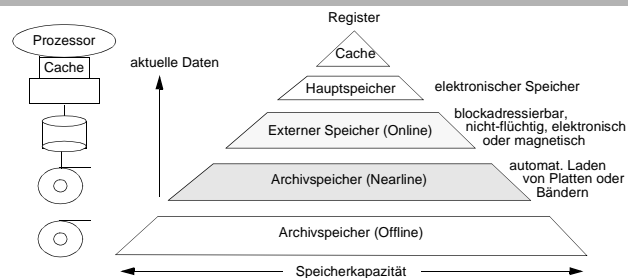 Register
Prozessor
Cache
aktuelle Daten
Cache
Hauptspeicher
elektronischer Speicher
Externer Speicher (Online)
blockadressierbar,
nicht-flüchtig, elektronisch
oder magnetisch
Archivspeicher (Nearline)
automat. Laden
von Platten oder
Bändern
Archivspeicher (Offline)
Speicherkapazität